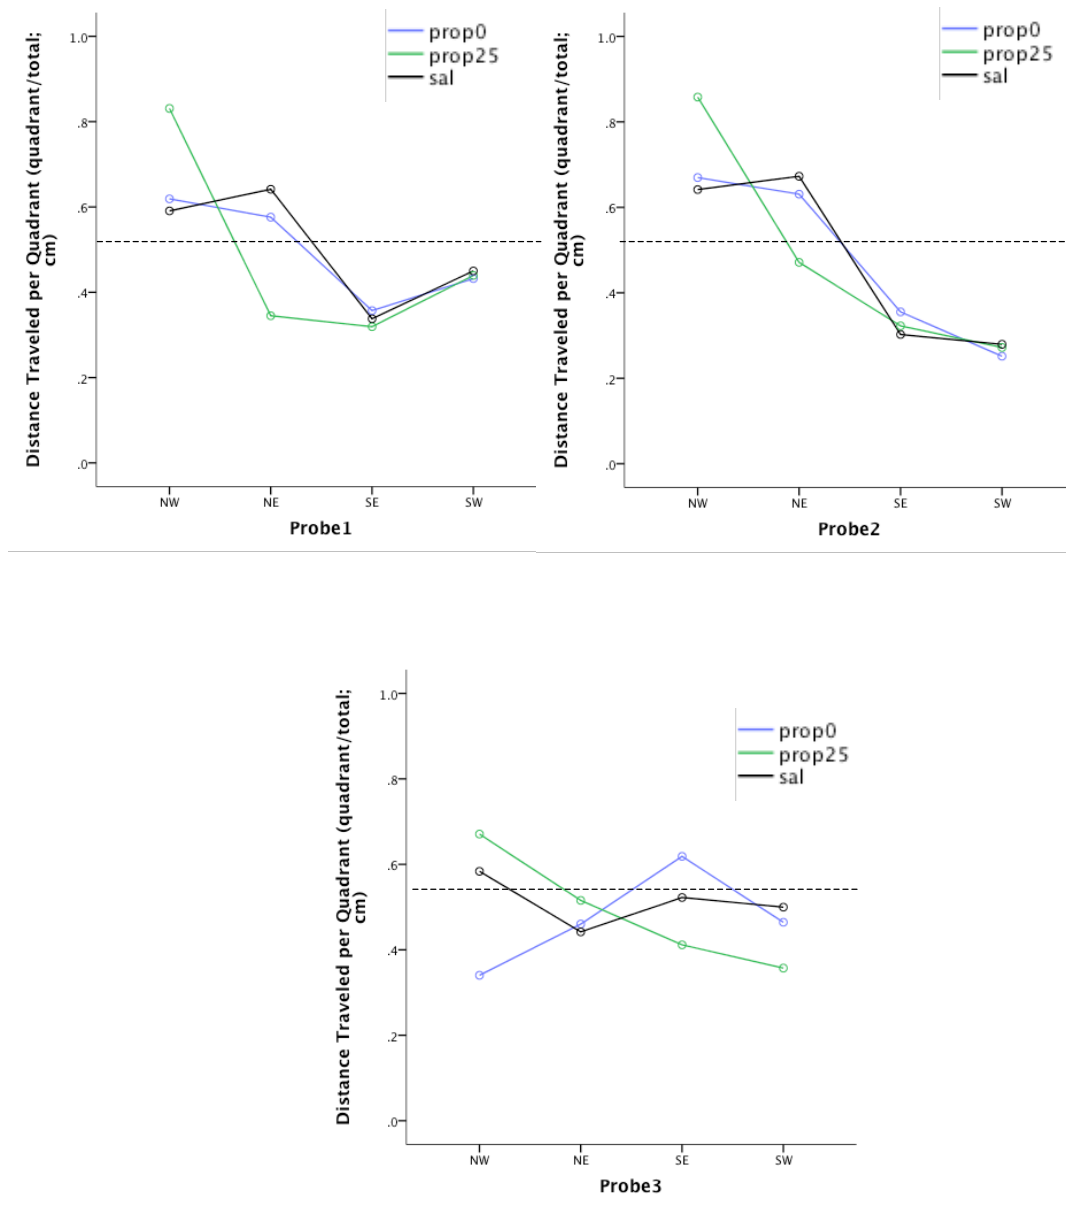 Distance Traveled per Quadrant (quadrant/total;
cm)
1.0
.8
.6
.4
.2
.0
prop0
prop25
sal
NW NE SE SW
Probe1
Distance Traveled per Quadrant (quadrant/total;
cm)
1.0
.8
.6
.4
.2
.0
prop0
prop25
sal
NW NE SE SW
Probe2
Distance Traveled per Quadrant (quadrant/total;
cm)
1.0
.8
.6
.4
.2
.0
prop0
prop25
sal
NW NE SE SW
Probe3